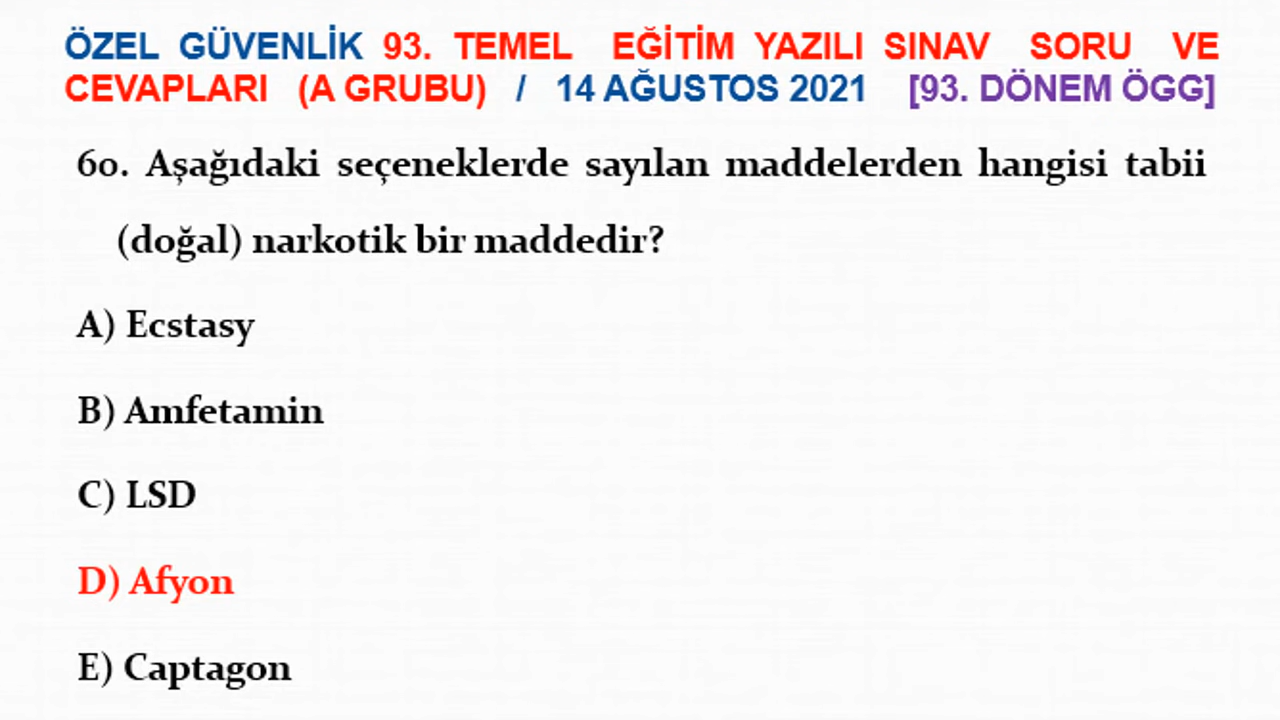 ÖZEL GÜVENLİK 93. TEMEL EĞİTİM YAZILI SINAV SORU VE
CEVAPLARI (A GRUBU) / 14 AĞUSTOS 2021 [93. DÖNEM ÖGG]
60. Aşağıdaki seçeneklerde sayılan maddelerden hangisi tabii
(doğal) narkotik bir maddedir?
A) Ecstasy
B) Amfetamin
C) LSD
D) Afyon
E) Captagon